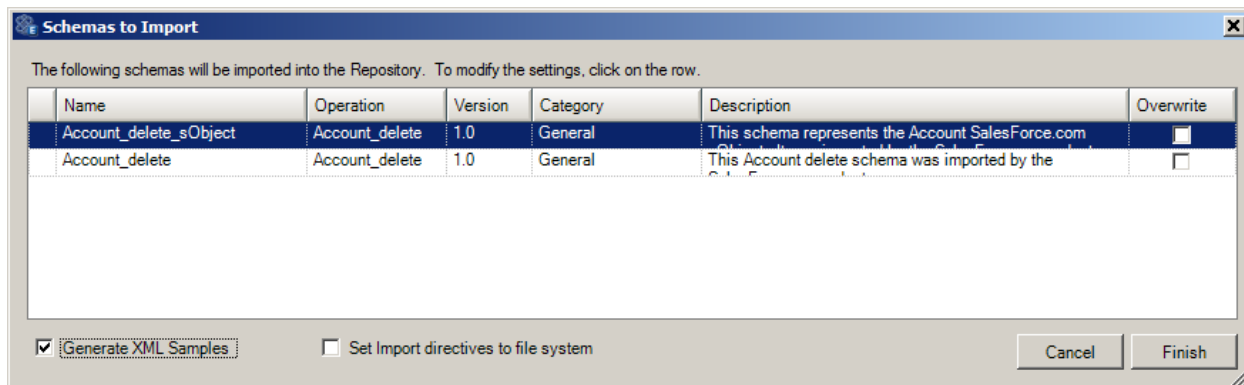 Schemas to Import
The following schemas will be imported into the Repository. To modify the settings, click on the row.
Name Operation Version Category Description Overwrite
Account_delete_sObject Account_delete 1.0 General This schema represents the Account SalesForce.com
Account_delete Account_delete 1.0 General This Account delete schema was imported by the
Generate XML Samples Set Import directives to file system Cancel Finish